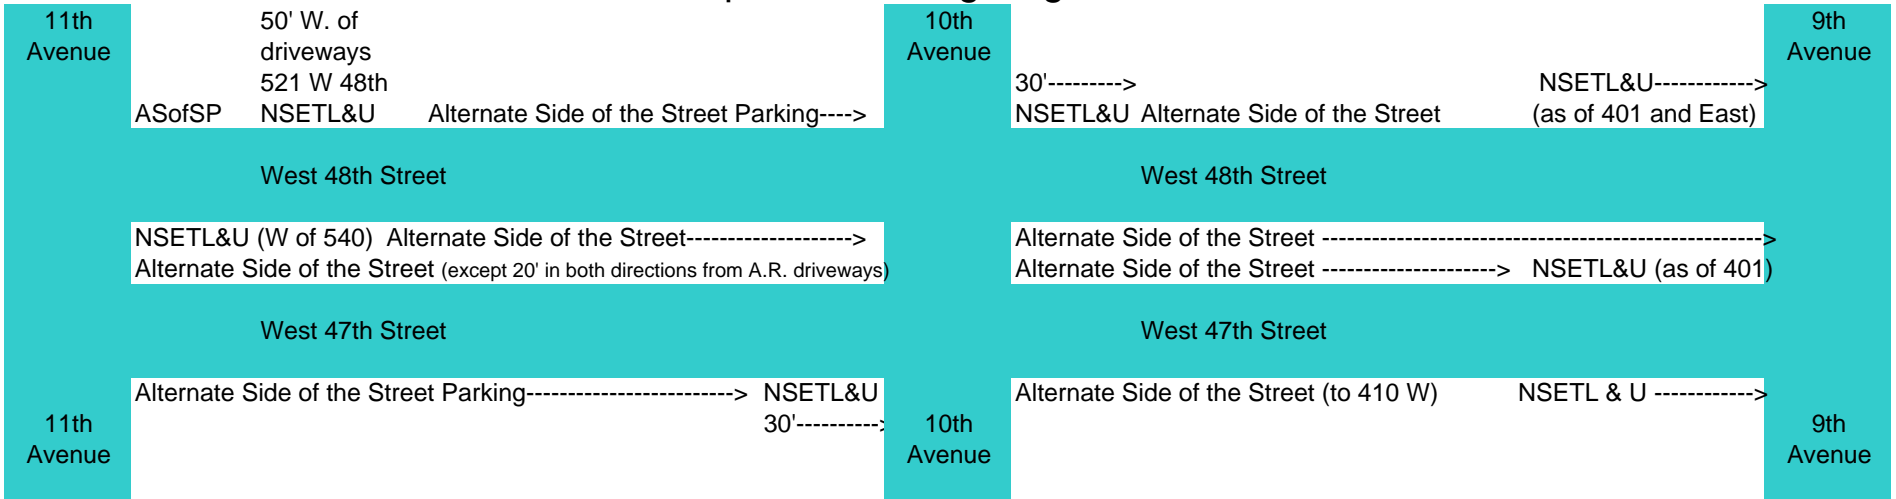 11th 50' W. of 10th 9th
Avenue driveways Avenue Avenue
521 W 48th 30'---------> NSETL&U------------>
ASofSP NSETL&U Alternate Side of the Street Parking----> NSETL&U Alternate Side of the Street (as of 401 and East)
West 48th Street West 48th Street
NSETL&U (W of 540) Alternate Side of the Street--------------------> Alternate Side of the Street ----------------------------------------------------->
Alternate Side of the Street (except 20' in both directions from A.R. driveways) Alternate Side of the Street ---------------------> NSETL&U (as of 401)
West 47th Street West 47th Street
Alternate Side of the Street Parking-------------------------> NSETL&U Alternate Side of the Street (to 410 W) NSETL & U ------------>
11th 30'----------> 10th 9th
Avenue Avenue Avenue